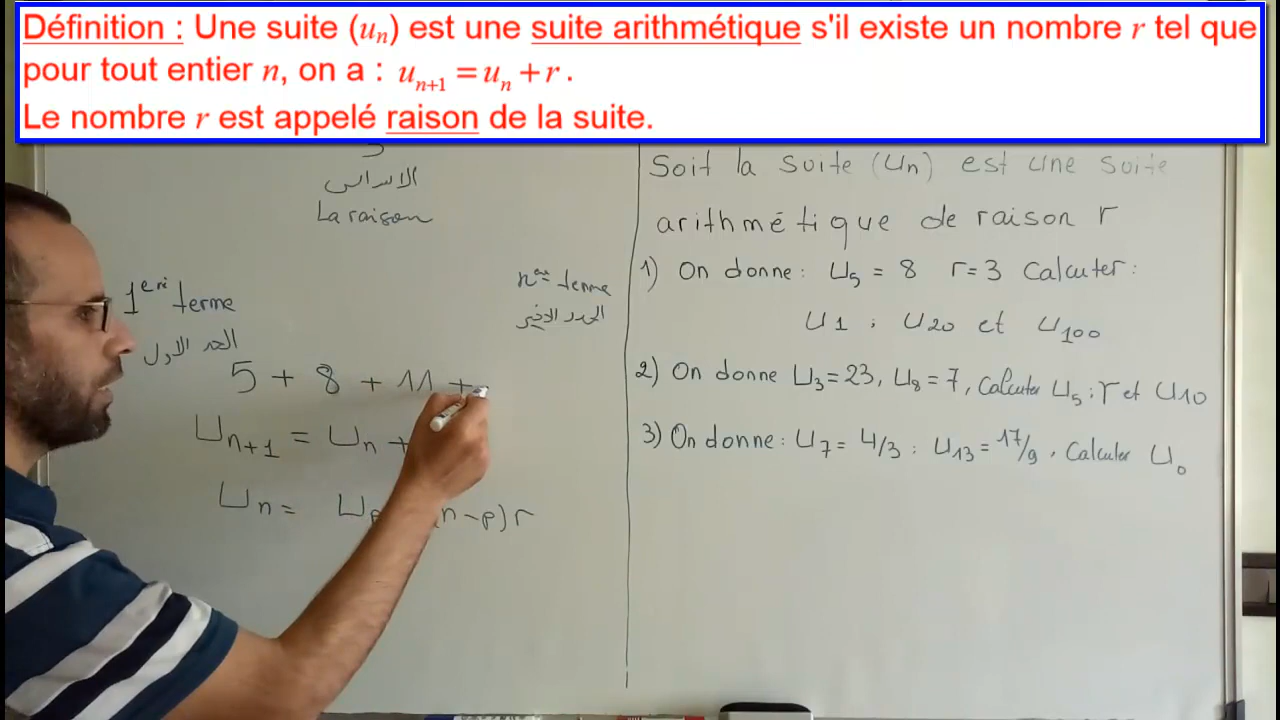 Définition : Une suite (uₙ) est une suite arithmétique s'il existe un nombre r tel que
pour tout entier n, on a : uₙ₊₁ = uₙ + r .
Le nombre r est appelé raison de la suite.
الاساس
La raison
1ere terme
الحد الاول
nème terme
الحد الاخير
5 + 8 + 11 +
Uₙ₊₁ = Uₙ +
Uₙ = U (n-p)r
Soit la suite (Uₙ) est une suite
arithmétique de raison r
1) On donne : U₅ = 8 r = 3 Calculer :
U1 ; U₂₀ et U₁₀₀
2) On donne U₃ = 23, U₈ = 7, Calculer U₅ ; r et U₁₀
3) On donne : U₇ = 4/3 ; U₁₃ = 17/9 . Calculer U₀